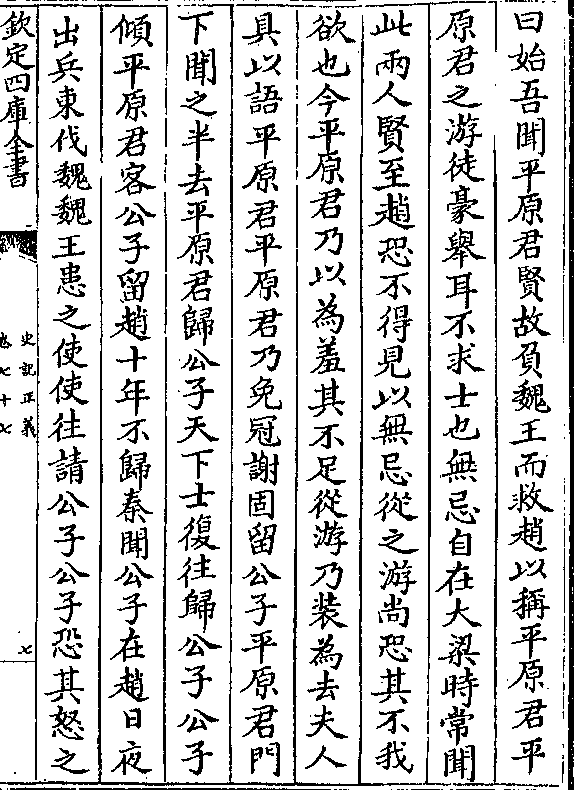 曰始吾聞平原君賢故負魏王而救趙以稱平原君平
原君之游徒豪舉耳不求士也無忌自在大梁時常聞
此兩人賢至趙恐不得見以無忌從之游尚恐其不我
欲也今平原君乃以為羞其不足從游乃装為去夫人
具以語平原君平原君乃免冠謝固留公子平原君門
下聞之半去平原君歸公子天下士復往歸公子公子
傾平原君客公子留趙十年不歸秦聞公子在趙日夜
出兵東伐魏魏王患之使使往請公子公子恐其怒之
欽定四庫全書
史記正義
卷七十七
七